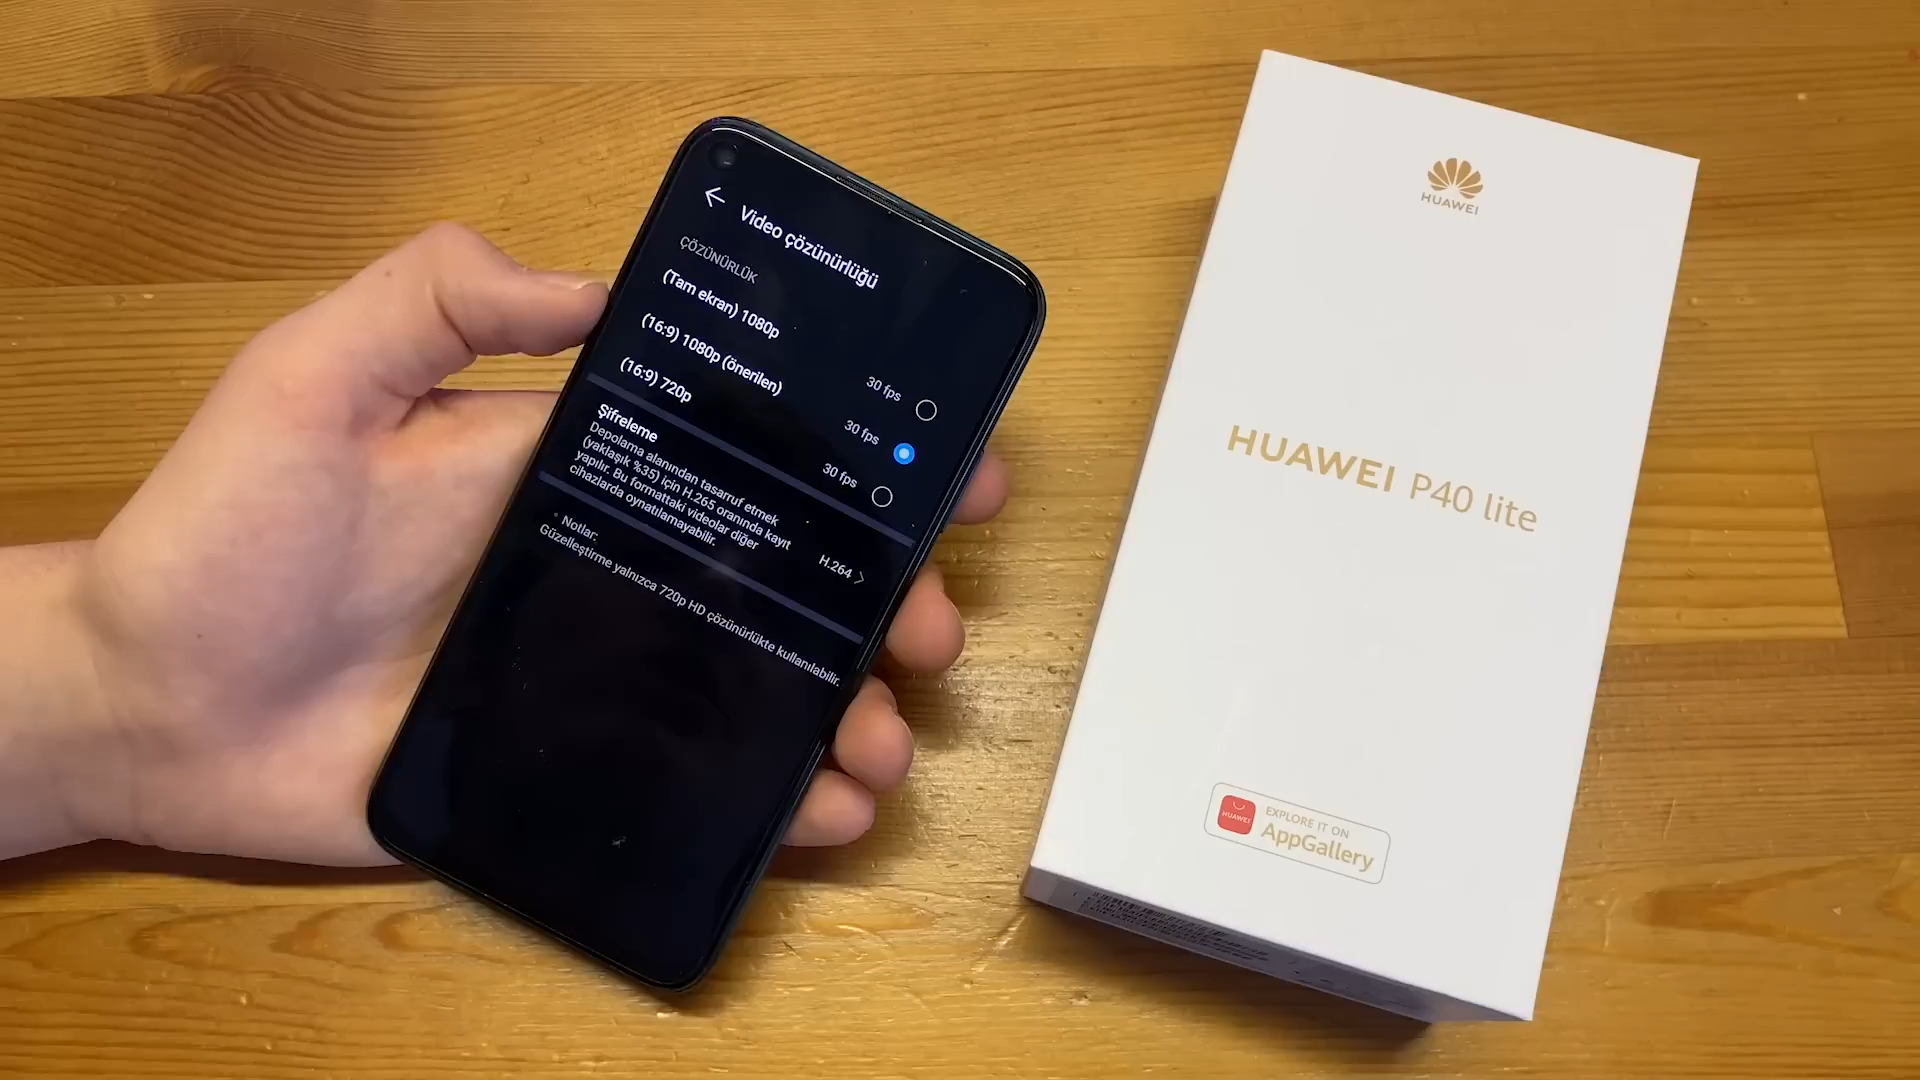 Video çözünürlüğü
ÇÖZÜNÜRLÜK
(Tam ekran) 1080p
30 fps
(16:9) 1080p (önerilen)
30 fps
(16:9) 720p
30 fps
Şifreleme
Depolama alanından tasarruf etmek
(yaklaşık %35) için H.265 oranında kayıt
yapılır. Bu formattaki videolar diğer
cihazlarda oynatılamayabilir.
H.264
• Notlar:
Güzelleştirme yalnızca 720p HD çözünürlükte kullanılabilir.
HUAWEI
HUAWEI P40 lite
HUAWEI
EXPLORE IT ON
AppGallery